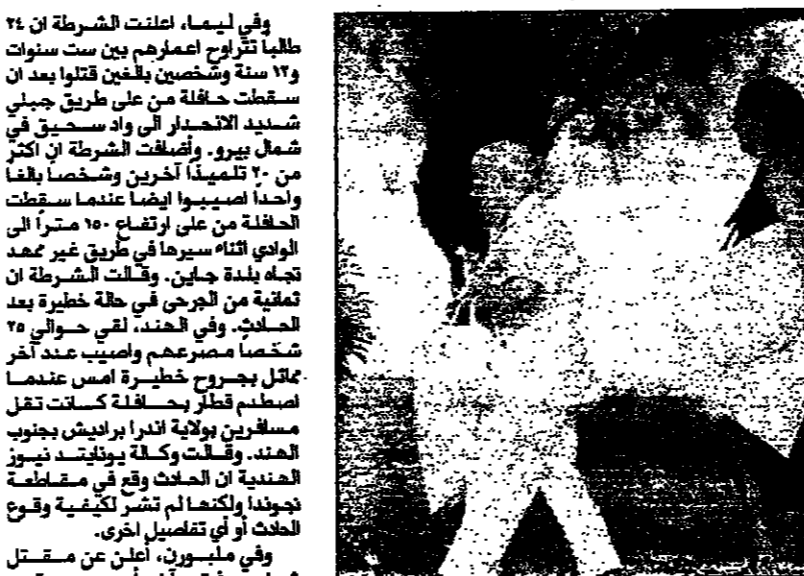 وفي ليما، اعلنت الشرطة ان ٢٤
طالباً تتراوح اعمارهم بين ست سنوات
و١٢ سنة وشخصين بالغين قتلوا بعد ان
سقطت حافلة من على طريق جبلي
شديد الانحدار الى واد سحيق في
شمال بيرو. وأضافت الشرطة ان اكثر
من ٢٠ تلميذاً آخرين وشخصا بالغا
واحداً اصيبوا ايضا عندما سقطت
الحافلة من على ارتفاع ١٥٠ متراً الى
الوادي اثناء سيرها في طريق غير ممهد
تجاه بلدة جاين. وقالت الشرطة ان
ثمانية من الجرحى في حالة خطيرة بعد
الحادث. وفي الهند، لقي حوالي ٢٥
شخصاً مصرعهم واصيب عند آخر
مماثل بجروح خطيرة امس عندما
اصطدم قطار بحافلة كانت تقل
مسافرين بولاية اندرا براديش بجنوب
الهند. وقالت وكالة يونايتد نيوز
الهندية ان الحادث وقع في مقاطعة
نجوندا ولكنها لم تشر لكيفية وقوع
الحادث أو أي تفاصيل اخرى.
وفي ملبورن، أعلن عن مقتل